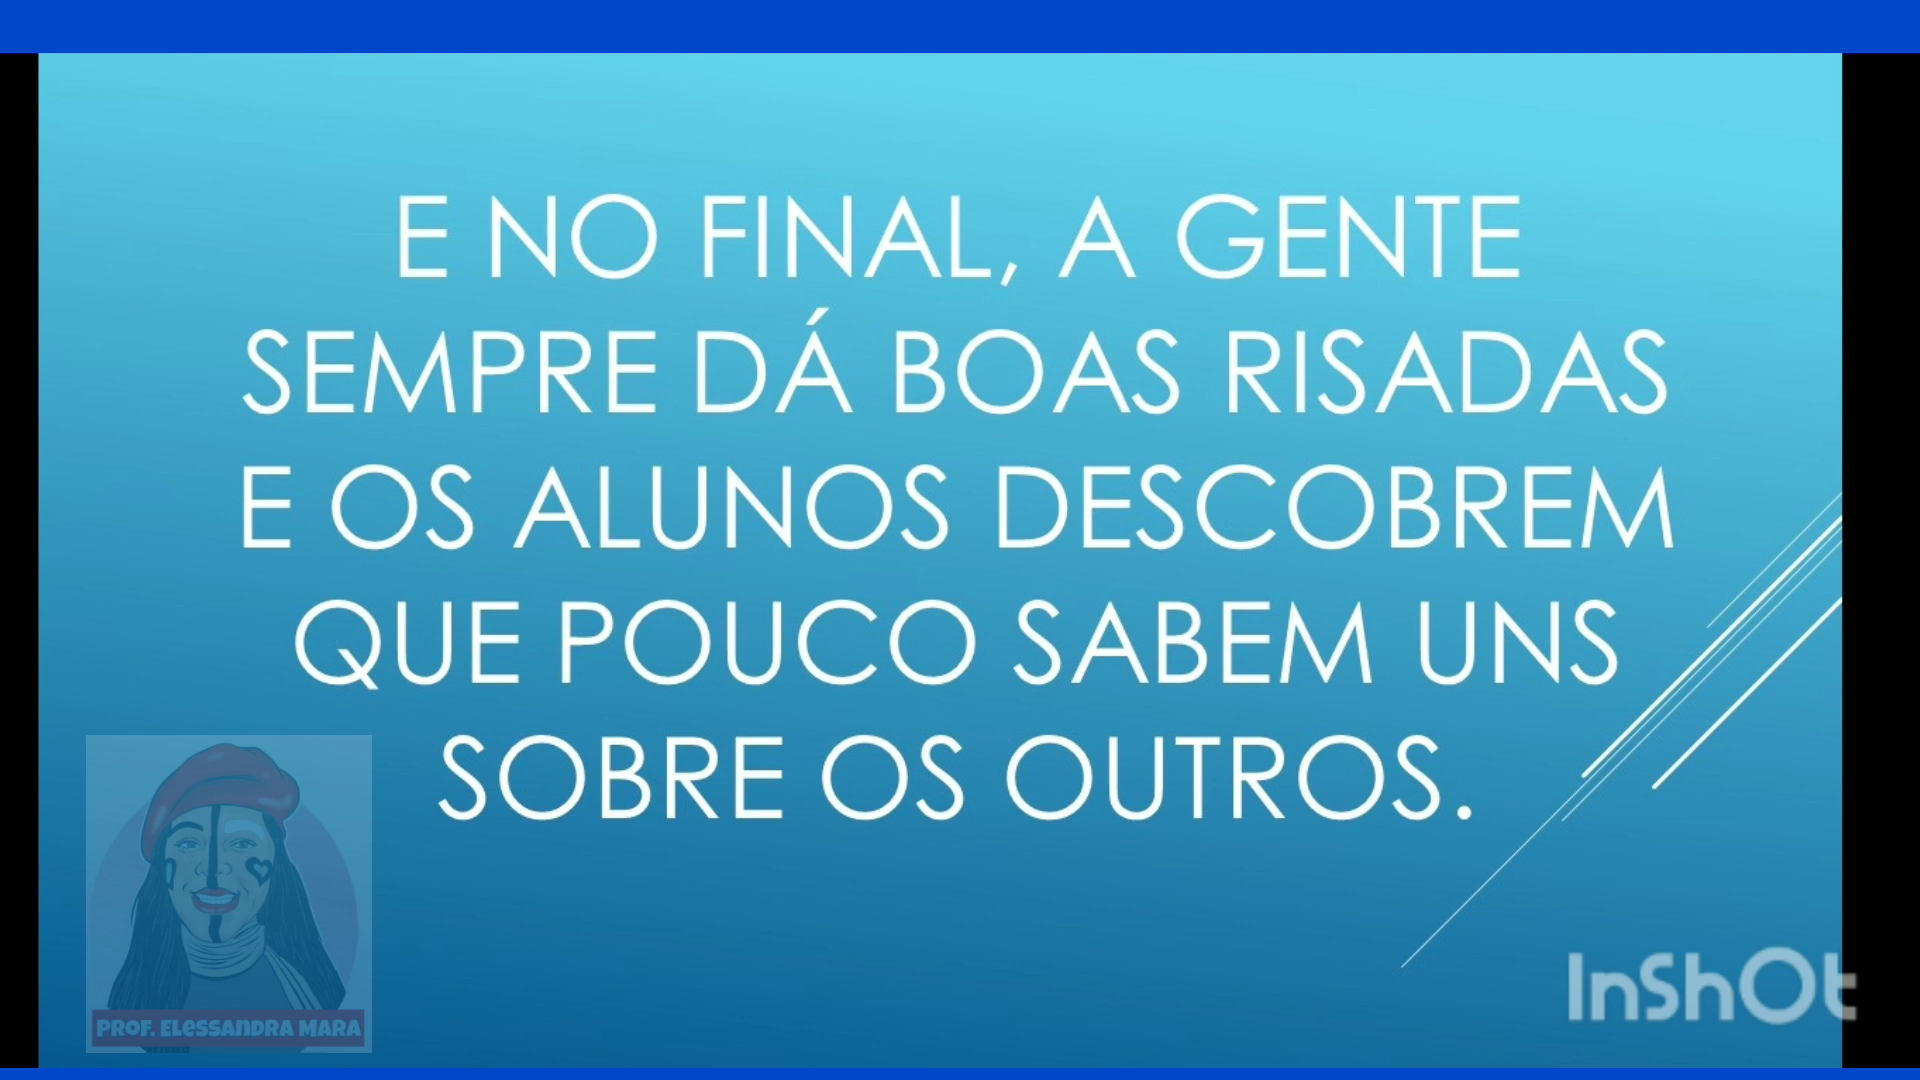 E NO FINAL, A GENTE
SEMPRE DÁ BOAS RISADAS
E OS ALUNOS DESCOBREM
QUE POUCO SABEM UNS
SOBRE OS OUTROS.
PROF. ELESSANDRA MARA
InShOt